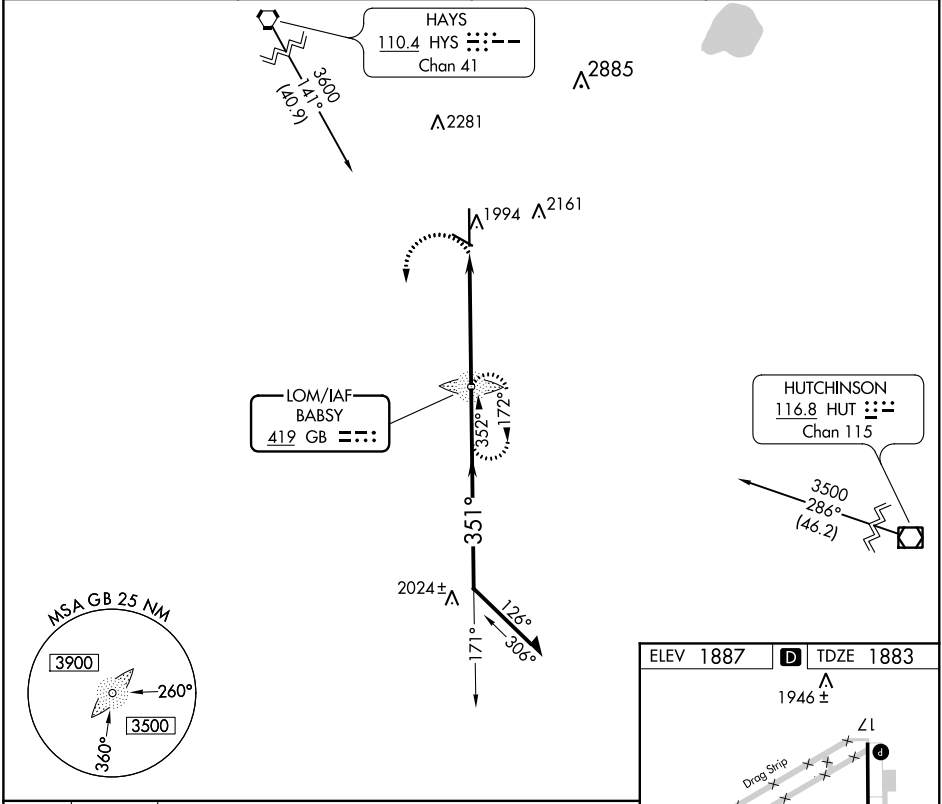 HAYS
110.4 HYS
Chan 41
3600
141°
(40.9)
2885
2281
1994
2161
LOM/IAF
BABSY
419 GB
352°
172°
HUTCHINSON
116.8 HUT
Chan 115
3500
286°
(46.2)
351°
2024±
126°
306°
171°
MSA GB 25 NM
3900
260°
3500
360°
ELEV 1887 D TDZE 1883
1946±
17
P
Drag Strip